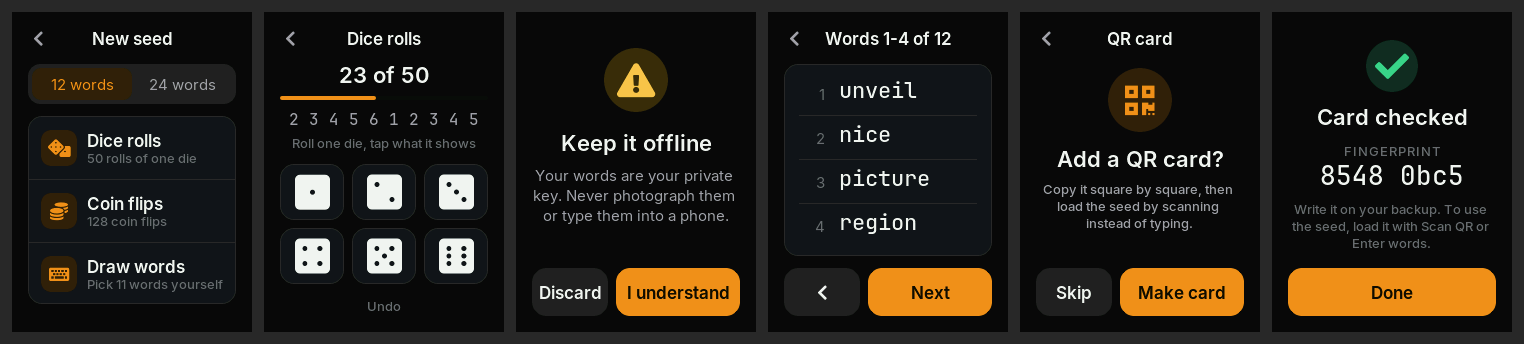 New seed
12 words
24 words
Dice rolls
50 rolls of one die
Coin flips
128 coin flips
Draw words
Pick 11 words yourself
Dice rolls
23 of 50
2 3 4 5 6 1 2 3 4 5
Roll one die, tap what it shows
Undo
Keep it offline
Your words are your private
key. Never photograph them
or type them into a phone.
Discard
I understand
Words 1-4 of 12
1 unveil
2 nice
3 picture
4 region
Next
QR card
Add a QR card?
Copy it square by square, then
load the seed by scanning
instead of typing.
Skip
Make card
Card checked
FINGERPRINT
8548 0bc5
Write it on your backup. To use
the seed, load it with Scan QR or
Enter words.
Done